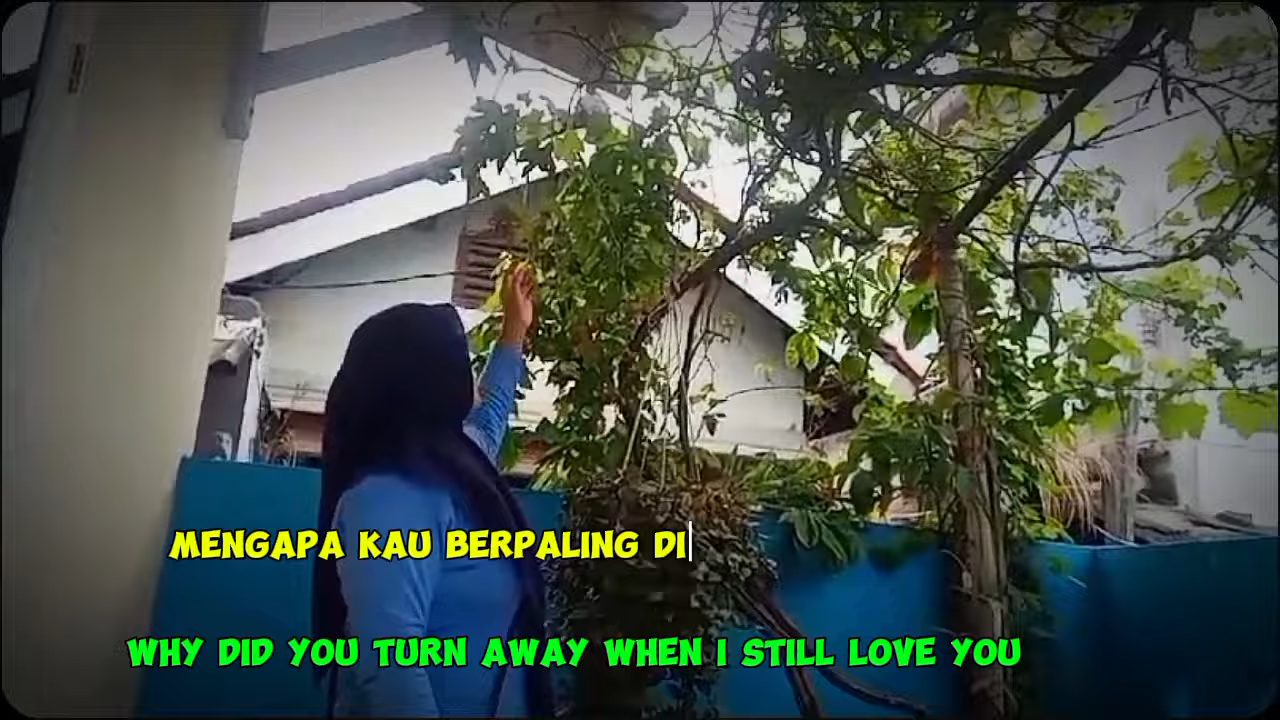 MENGAPA KAU BERPALING DI
WHY DID YOU TURN AWAY WHEN I STILL LOVE YOU